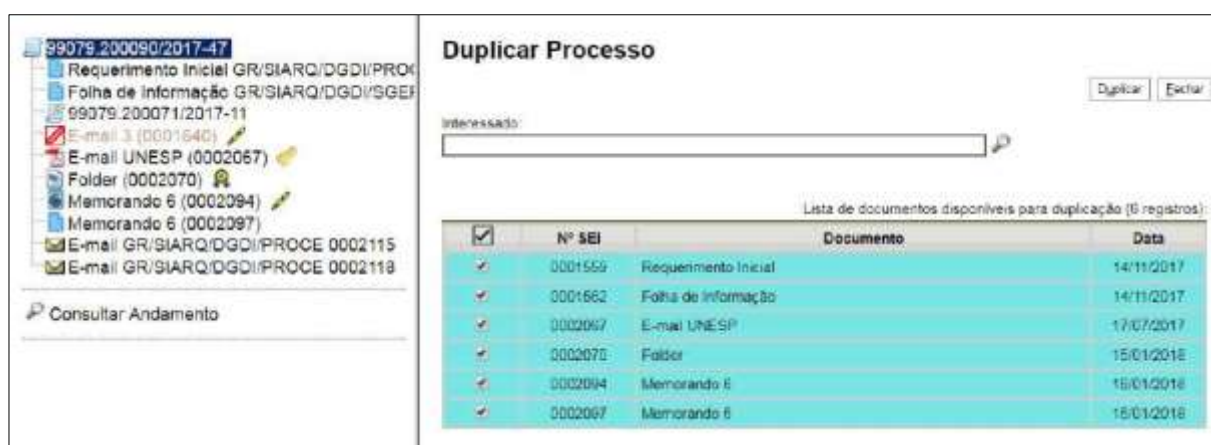 99079.200090/2017-47
Requerimento Inicial GR/SIARQ/DGDI/PROC
Folha de Informação GR/SIARQ/DGDI/SGEF
99079.200071/2017-11
E-mail 3 (0001640)
E-mail UNESP (0002067)
Folder (0002070)
Memorando 6 (0002094)
Memorando 6 (0002097)
E-mail GR/SIARQ/DGDI/PROCE 0002115
E-mail GR/SIARQ/DGDI/PROCE 0002118
Consultar Andamento
Duplicar Processo
Duplicar Fechar
Interessado:
Lista de documentos disponíveis para duplicação (6 registros):
Nº SEI Documento Data
0001559 Requerimento Inicial 14/11/2017
0001562 Folha de Informação 14/11/2017
0002067 E-mail UNESP 17/07/2017
0002070 Folder 15/01/2018
0002094 Memorando 6 16/01/2018
0002097 Memorando 6 16/01/2018